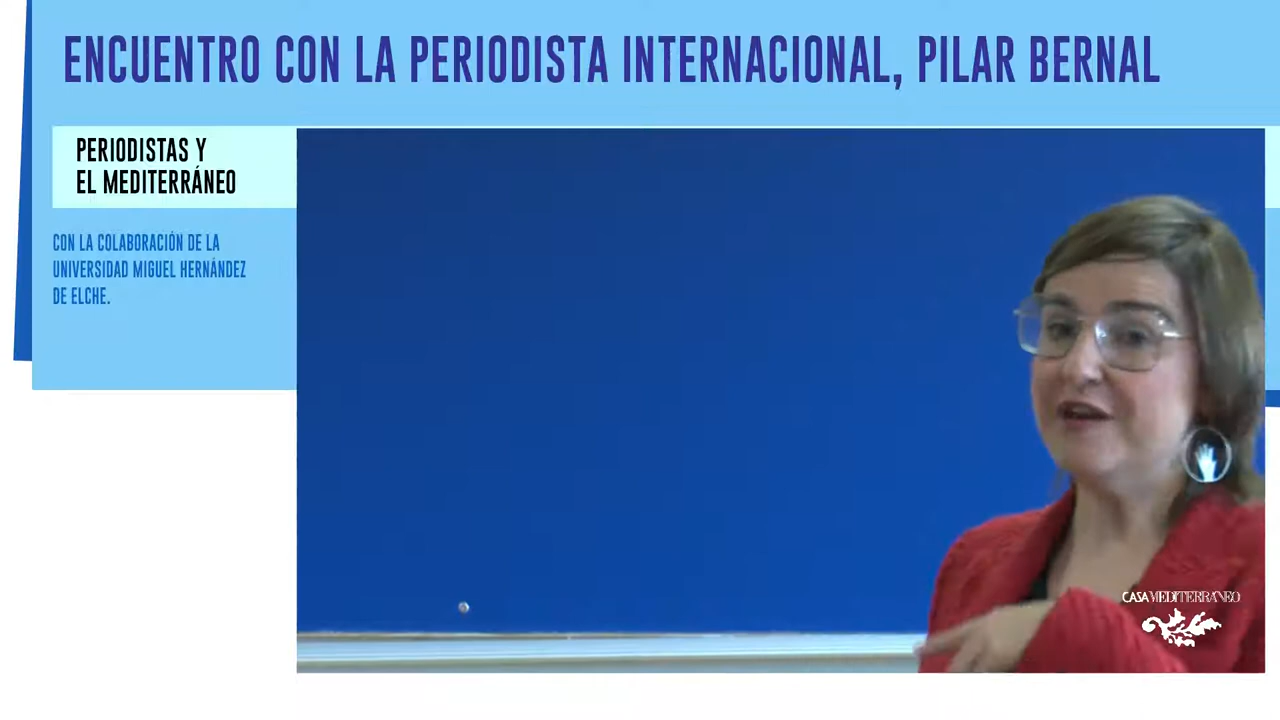 ENCUENTRO CON LA PERIODISTA INTERNACIONAL, PILAR BERNAL
PERIODISTAS Y
EL MEDITERRÁNEO
CON LA COLABORACIÓN DE LA
UNIVERSIDAD MIGUEL HERNÁNDEZ
DE ELCHE.
CASA MEDITERRÁNEO